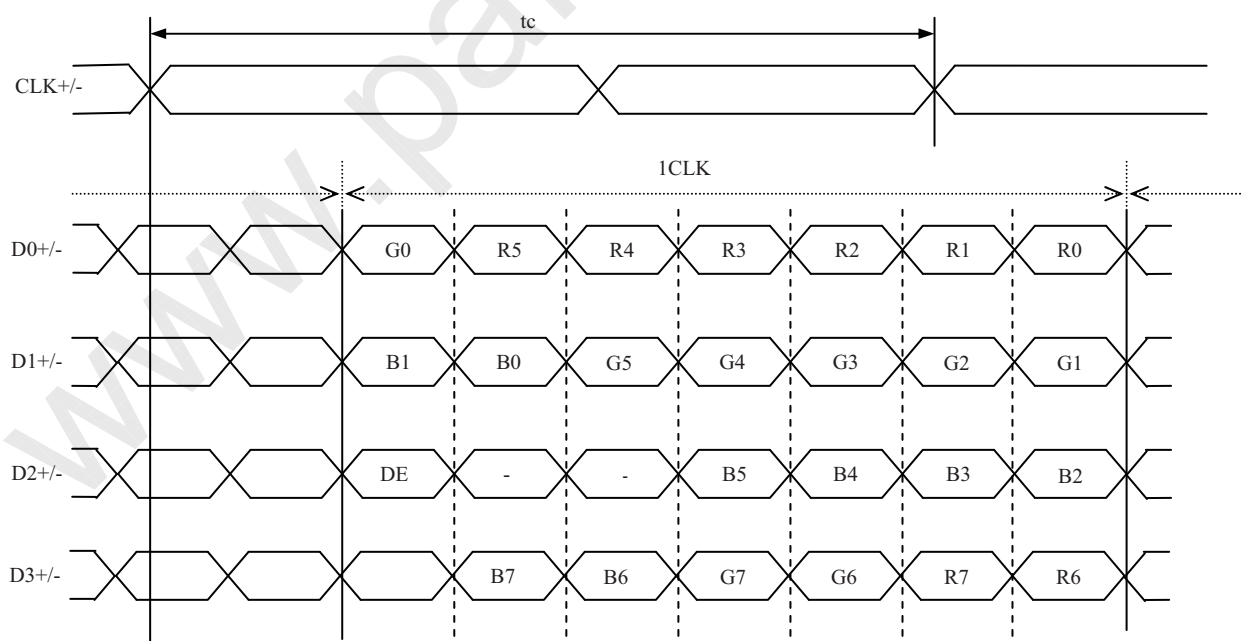 tc
CLK+/-
1CLK
D0+/- G0 R5 R4 R3 R2 R1 R0
D1+/- B1 B0 G5 G4 G3 G2 G1
D2+/- DE - - B5 B4 B3 B2
D3+/- B7 B6 G7 G6 R7 R6